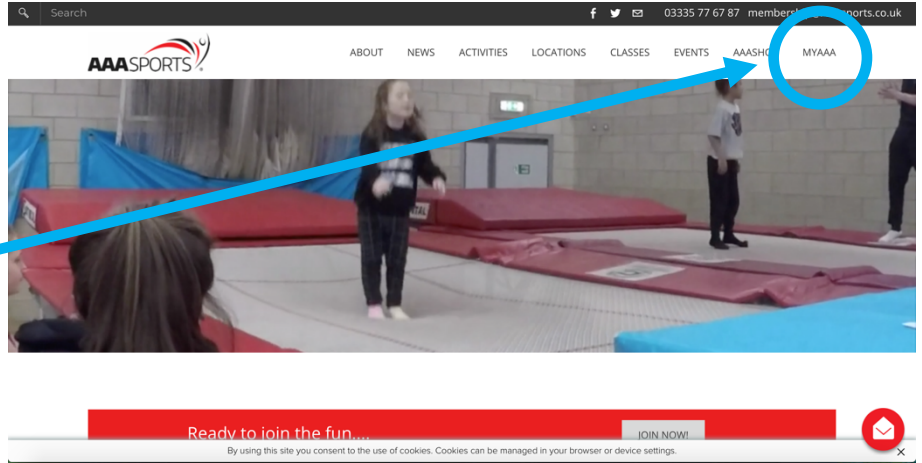 Search
03335 77 67 87
AAASPORTS
ABOUT NEWS ACTIVITIES LOCATIONS CLASSES EVENTS MYAAA
Ready to join the fun....
JOIN NOW!
By using this site you consent to the use of cookies. Cookies can be managed in your browser or device settings.